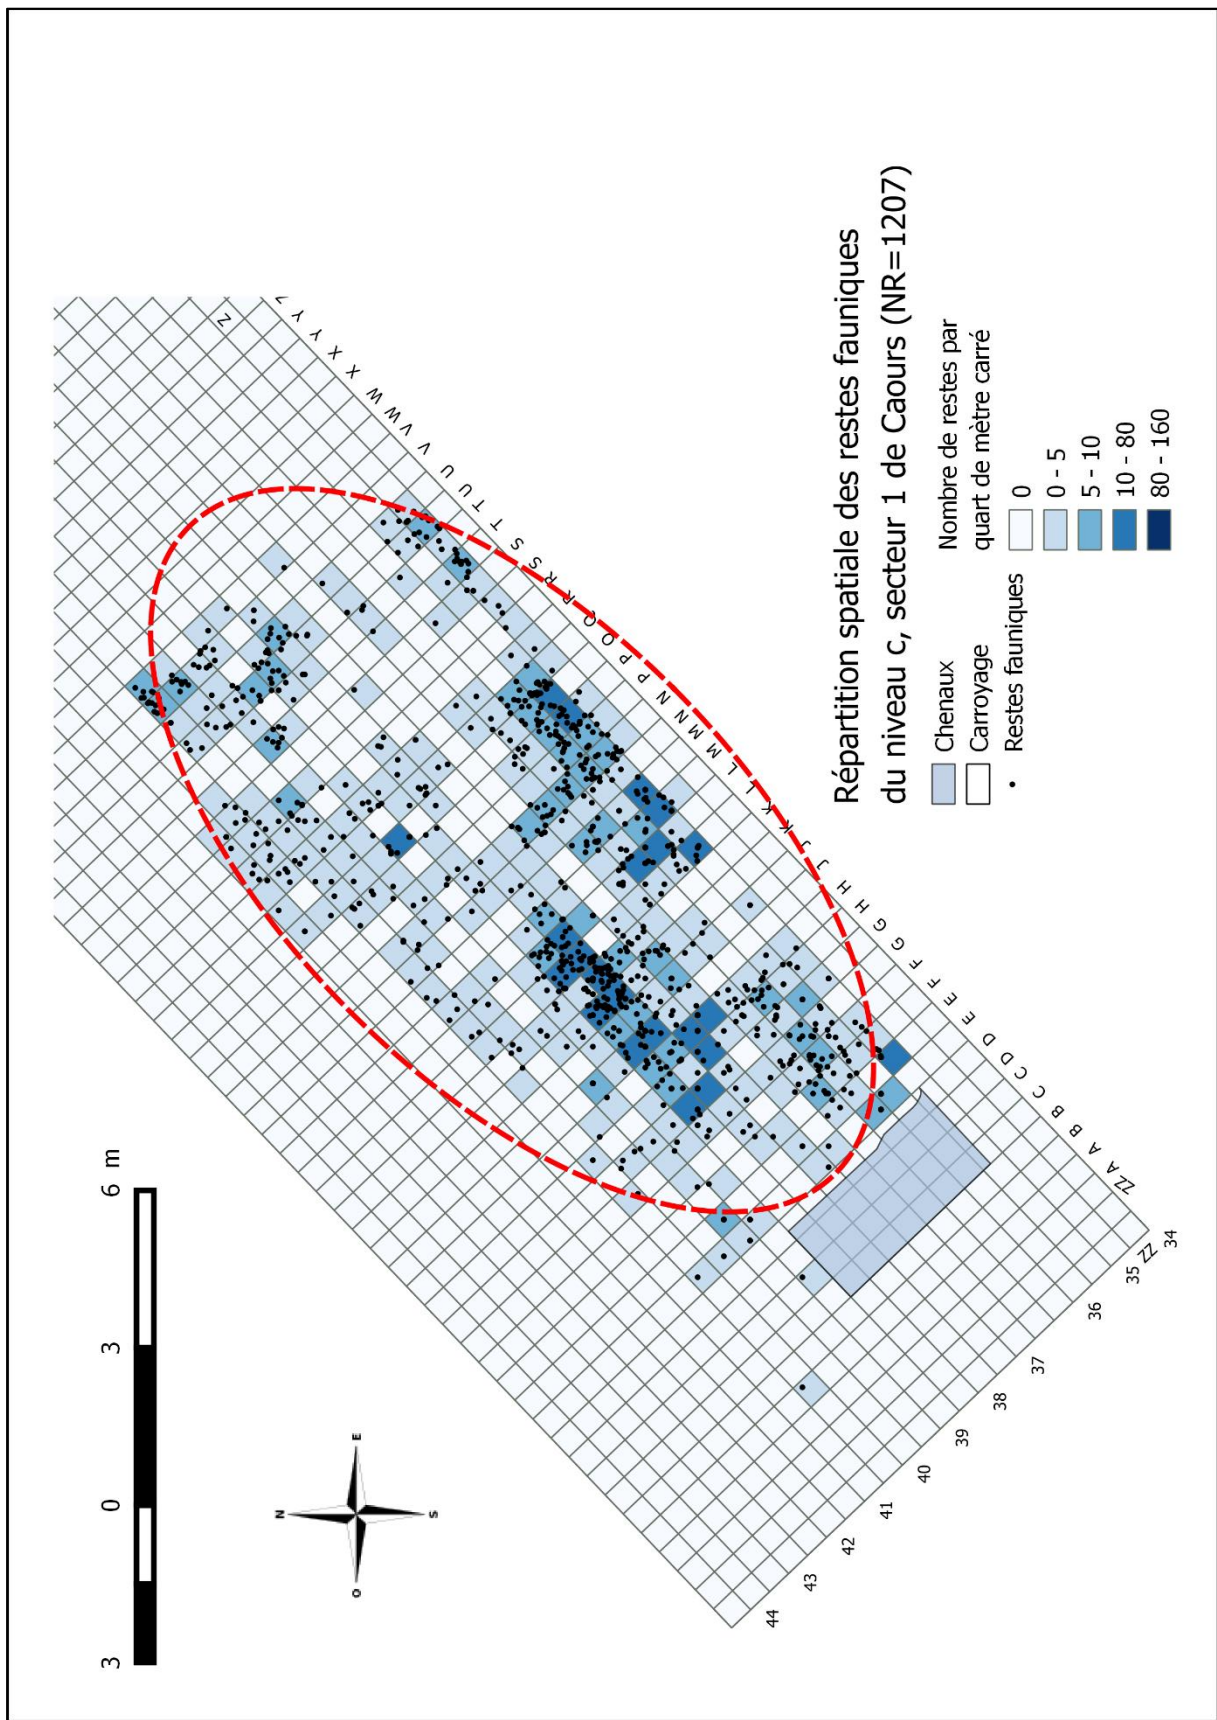 3 0 3 6 m
N
O E
S
Z
ZZ ZZA A B B C C D D E E F F G G H H J J K K L L M M N N P O Q R R S S T T U U V V W W X X Y Y Z
44 43 42 41 40 39 38 37 36 35 34
Répartition spatiale des restes fauniques
du niveau c, secteur 1 de Caours (NR=1207)
Chenaux
Carroyage
Restes fauniques
Nombre de restes par
quart de mètre carré
0
0 - 5
5 - 10
10 - 80
80 - 160